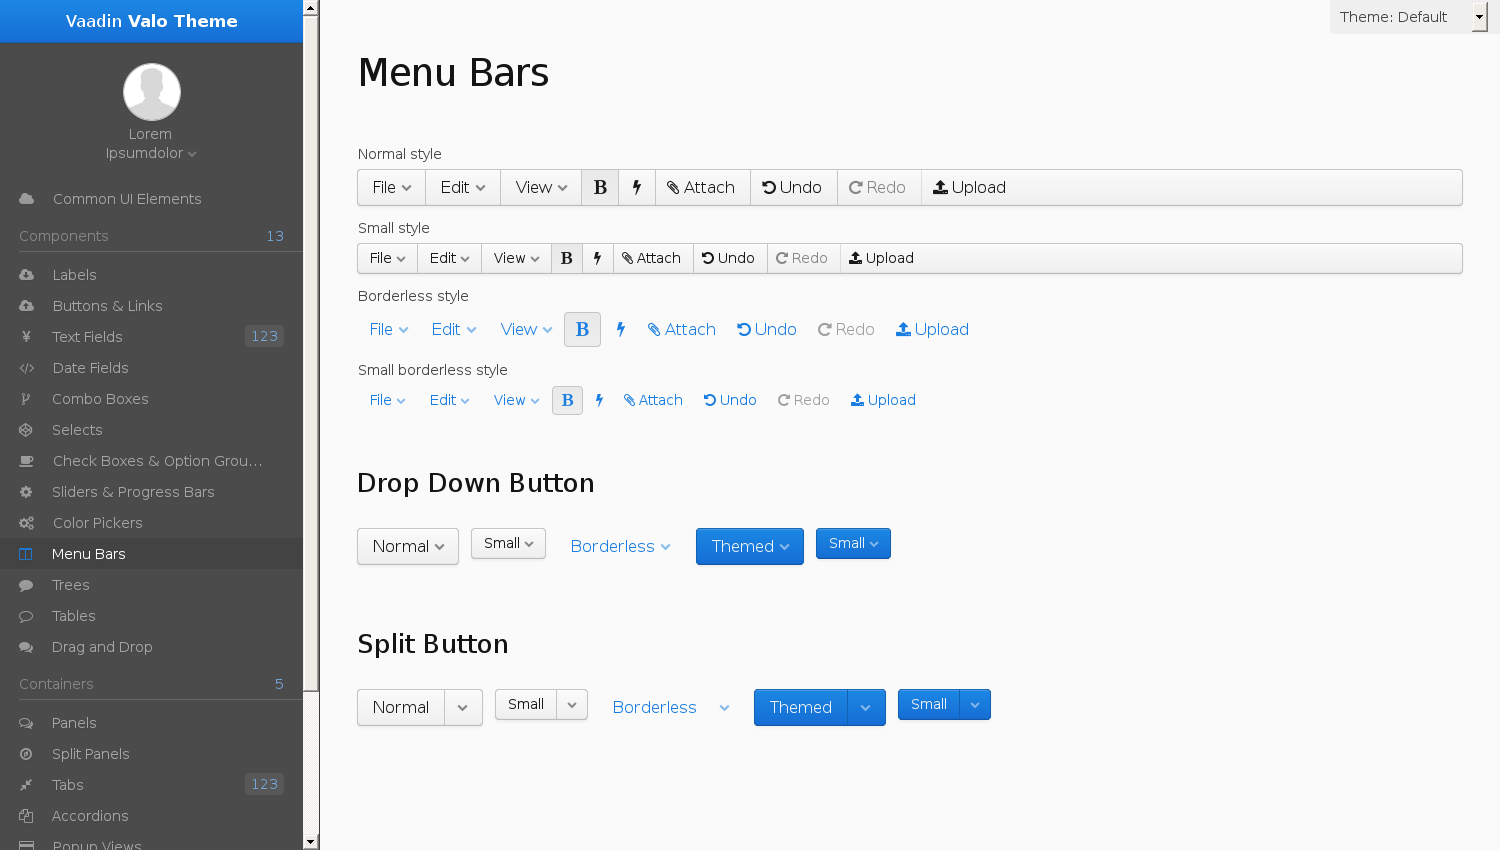 Vaadin Valo Theme
Lorem
Ipsumdolor
Common UI Elements
Components 13
Labels
Buttons & Links
Text Fields 123
Date Fields
Combo Boxes
Selects
Check Boxes & Option Grou…
Sliders & Progress Bars
Color Pickers
Menu Bars
Trees
Tables
Drag and Drop
Containers 5
Panels
Split Panels
Tabs 123
Accordions
Popup Views
Theme: Default
Menu Bars
Normal style
File Edit View B Attach Undo Redo Upload
Small style
File Edit View B Attach Undo Redo Upload
Borderless style
File Edit View B Attach Undo Redo Upload
Small borderless style
File Edit View B Attach Undo Redo Upload
Drop Down Button
Normal Small Borderless Themed Small
Split Button
Normal Small Borderless Themed Small